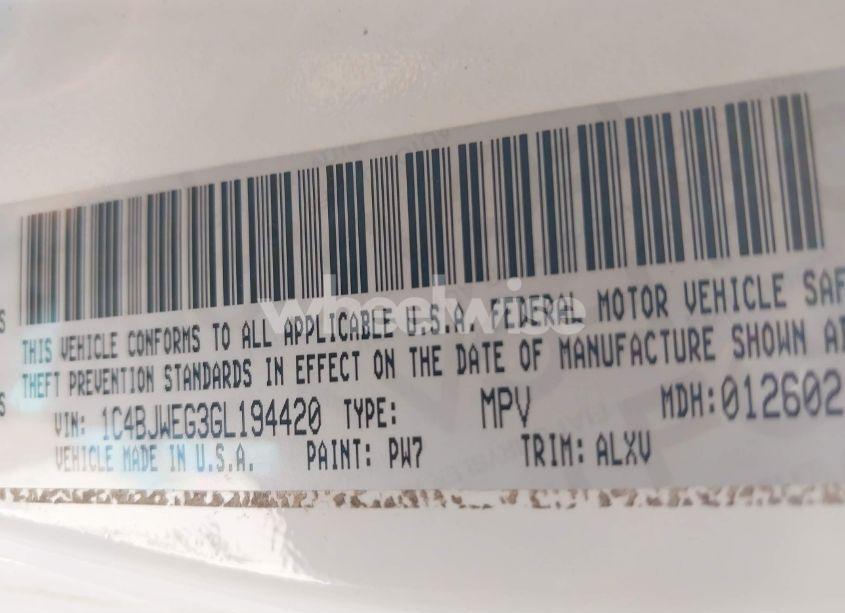 THIS VEHICLE CONFORMS TO ALL APPLICABLE U.S.A. FEDERAL MOTOR VEHICLE SAF
THEFT PREVENTION STANDARDS IN EFFECT ON THE DATE OF MANUFACTURE SHOWN
VIN: 1C4BJWEG3GL194420 TYPE: MPV MDH: 012602
VEHICLE MADE IN U.S.A. PAINT: PW7 TRIM: ALXV
wheelwise